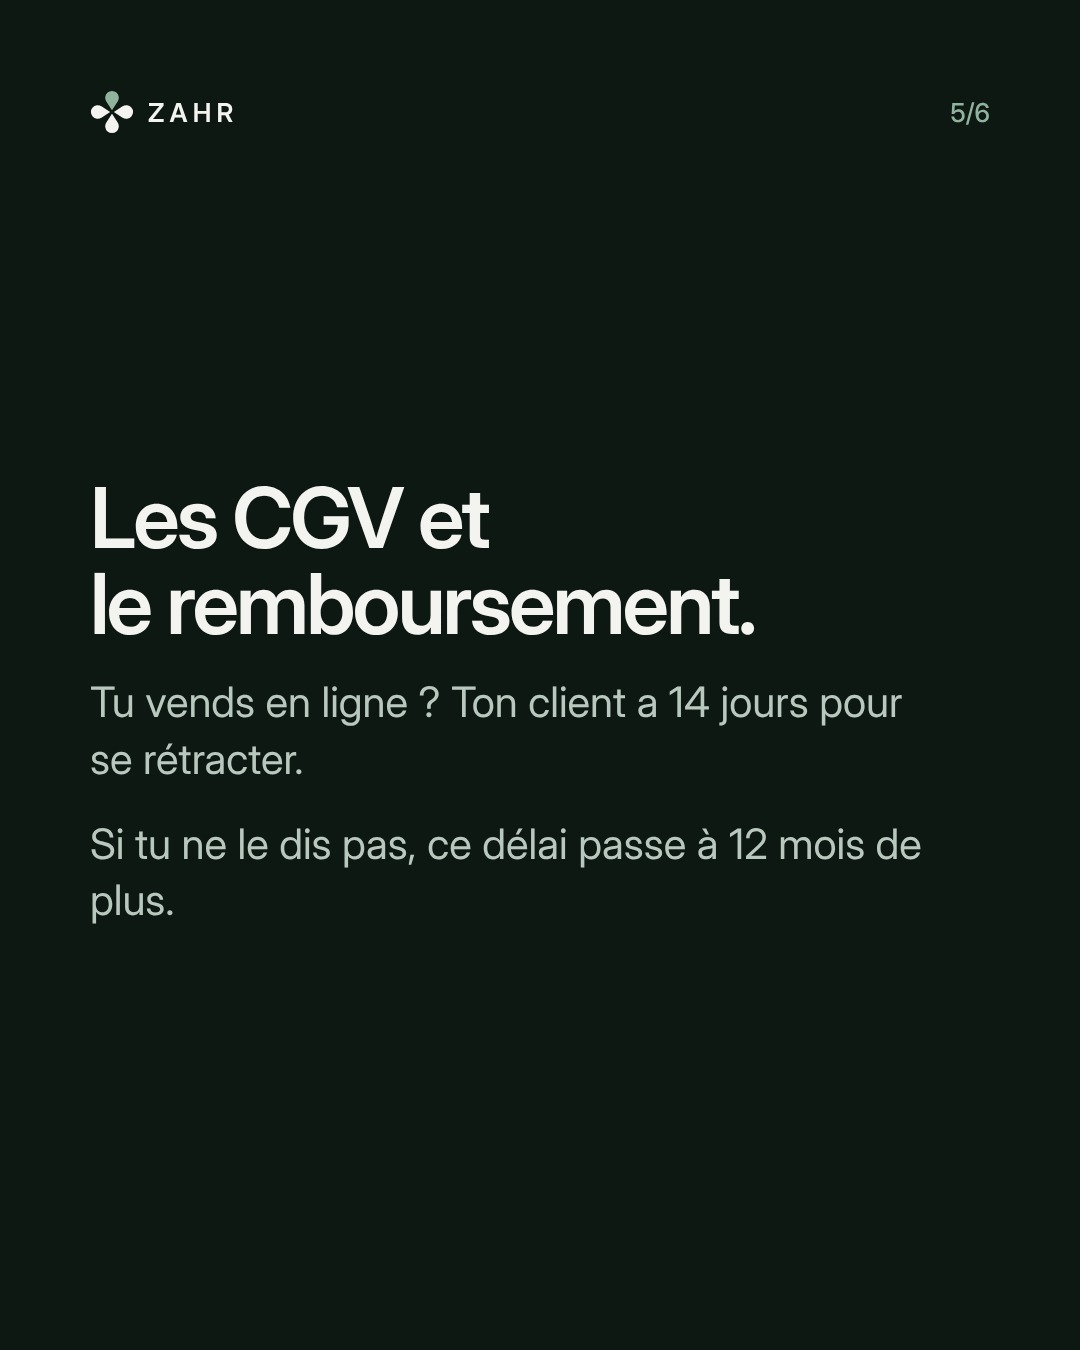 ZAHR
5/6
Les CGV et
le remboursement.
Tu vends en ligne ? Ton client a 14 jours pour
se rétracter.
Si tu ne le dis pas, ce délai passe à 12 mois de
plus.